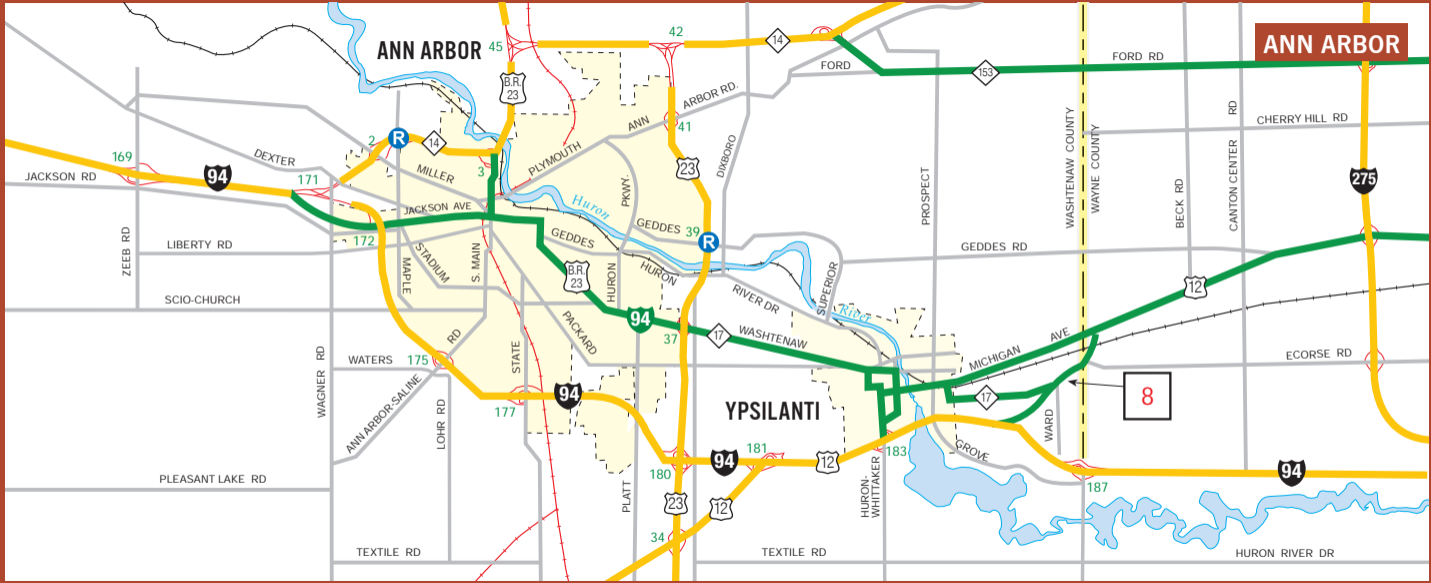 ANN ARBOR
ANN ARBOR
45
42
14
FORD
FORD RD
153
B.R.
23
ARBOR RD.
ANN
41
PLYMOUTH
DIXBORO
WASHTENAW COUNTY
WAYNE COUNTY
CHERRY HILL RD
CANTON CENTER RD
BECK RD
PROSPECT
275
2
R
14
3
MILLER
DEXTER
169
94
171
JACKSON RD
JACKSON AVE
172
23
PKWY.
HURON
Huron
GEDDES
39
R
GEDDES
GEDDES RD
ZEEB RD
LIBERTY RD
MAPLE
STADIUM
S. MAIN
B.R.
23
HURON
RIVER DR
SUPERIOR
River
12
SCIO-CHURCH
94
37
17
WASHTENAW
PACKARD
STATE
MICHIGAN AVE
ECORSE RD
WATERS
175
RD
ANN ARBOR-SALINE
WAGNER RD
LOHR RD
177
94
YPSILANTI
17
8
WARD
GROVE
183
HURON-
WHITTAKER
181
180
94
12
187
94
PLEASANT LAKE RD
PLATT
23
12
34
TEXTILE RD
TEXTILE RD
HURON RIVER DR